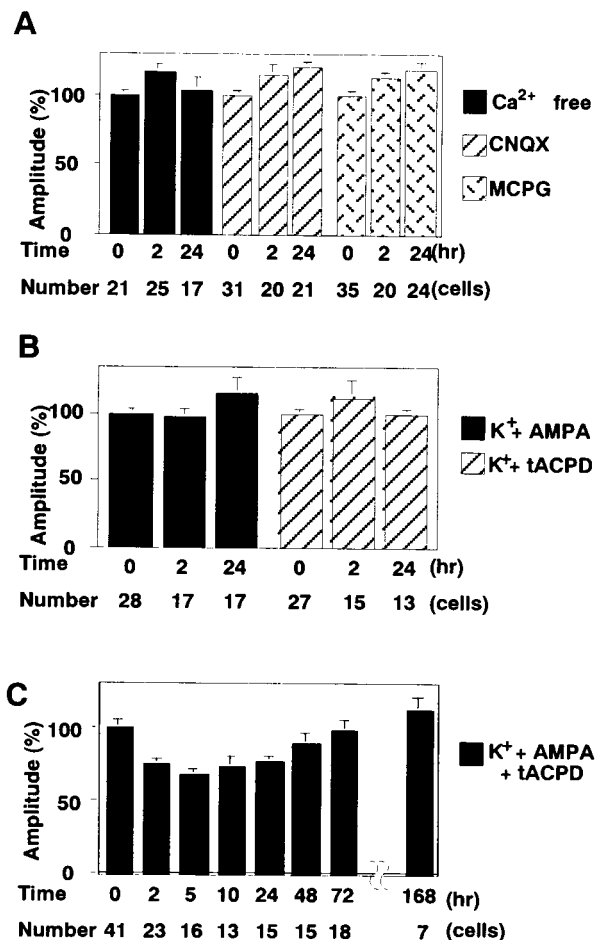 A
Amplitude (%)
100
50
0
Ca2+ free
CNQX
MCPG
Time 0 2 24 0 2 24 0 2 24 (hr)
Number 21 25 17 31 20 21 35 20 24 (cells)
B
Amplitude (%)
100
50
0
K+ + AMPA
K+ + tACPD
Time 0 2 24 0 2 24 (hr)
Number 28 17 17 27 15 13 (cells)
C
Amplitude (%)
100
50
0
K+ + AMPA
+ tACPD
Time 0 2 5 10 24 48 72 168 (hr)
Number 41 23 16 13 15 15 18 7 (cells)